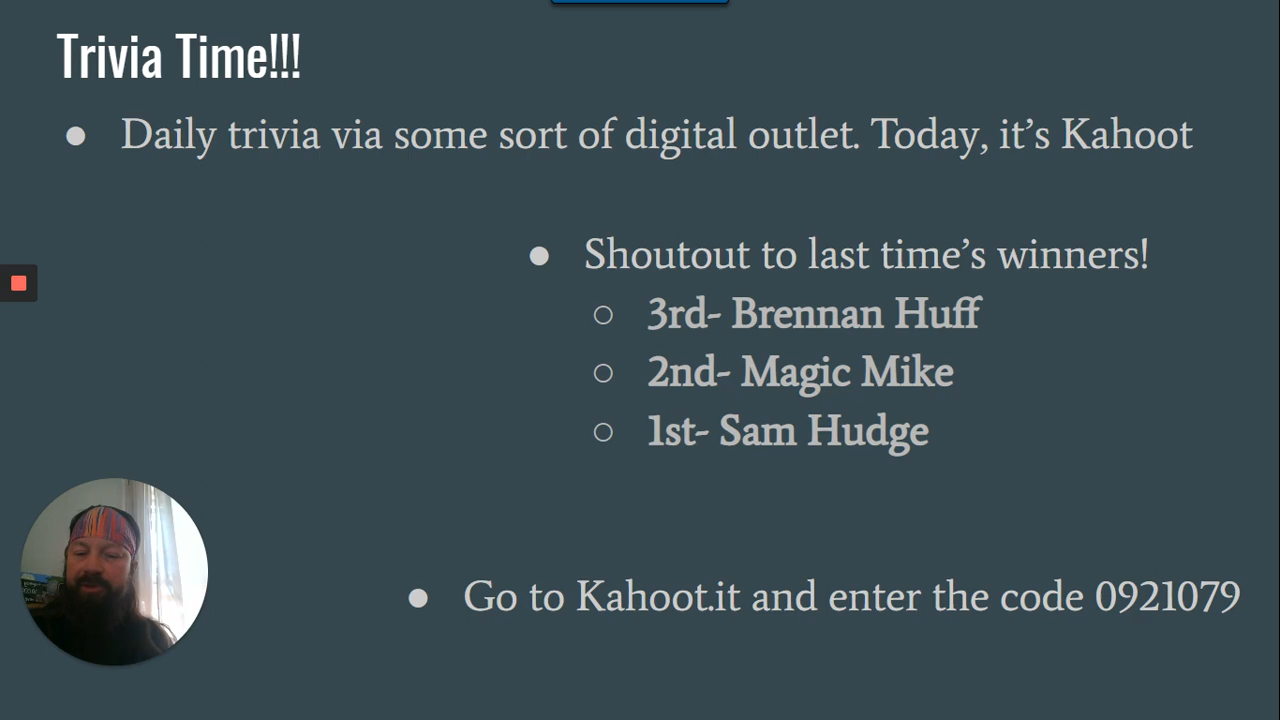 Trivia Time!!!
● Daily trivia via some sort of digital outlet. Today, it’s Kahoot
● Shoutout to last time’s winners!
○ 3rd- Brennan Huff
○ 2nd- Magic Mike
○ 1st- Sam Hudge
● Go to Kahoot.it and enter the code 0921079